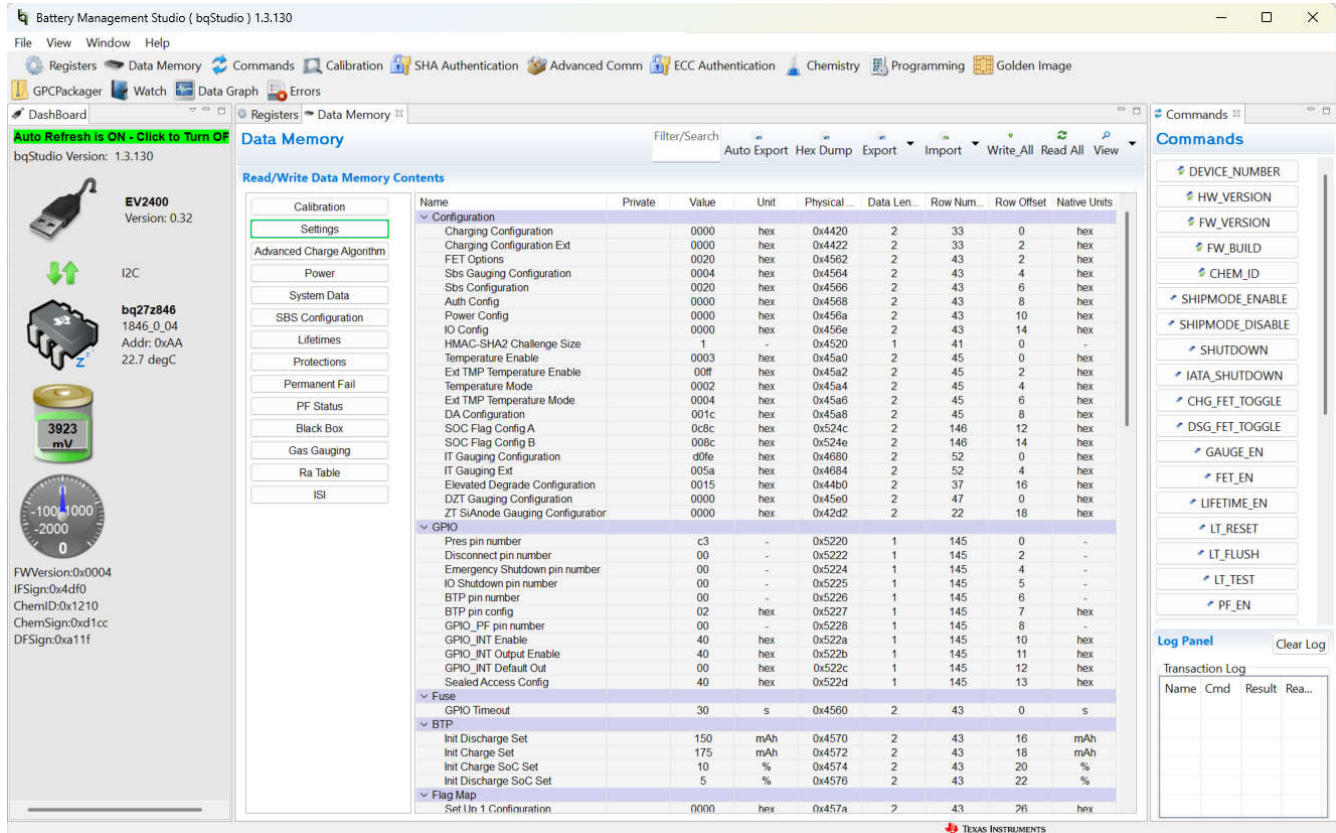 Battery Management Studio ( bqStudio ) 1.3.130
File View Window Help
Registers Data Memory Commands Calibration SHA Authentication Advanced Comm ECC Authentication Chemistry Programming Golden Image
GPCPackager Watch Data Graph Errors
DashBoard
Auto Refresh is ON - Click to Turn OF
bqStudio Version: 1.3.130
EV2400
Version: 0.32
I2C
bq27z846
1846_0_04
Addr: 0xAA
22.7 degC
z z
3923
mV
-100 1000
-2000
0
FWVersion:0x0004
IFSign:0x4df0
ChemID:0x1210
ChemSign:0xd1cc
DFSign:0xa11f
Registers Data Memory
Data Memory
Filter/Search Auto Export Hex Dump Export Import Write_All Read All View
Read/Write Data Memory Contents
Calibration
Settings
Advanced Charge Algorithm
Power
System Data
SBS Configuration
Lifetimes
Protections
Permanent Fail
PF Status
Black Box
Gas Gauging
Ra Table
ISI
Name Private Value Unit Physical ... Data Len... Row Num... Row Offset Native Units
Configuration
Charging Configuration 0000 hex 0x4420 2 33 0 hex
Charging Configuration Ext 0000 hex 0x4422 2 33 2 hex
FET Options 0020 hex 0x4562 2 43 2 hex
Sbs Gauging Configuration 0004 hex 0x4564 2 43 4 hex
Sbs Configuration 0020 hex 0x4566 2 43 6 hex
Auth Config 0000 hex 0x4568 2 43 8 hex
Power Config 0000 hex 0x456a 2 43 10 hex
IO Config 0000 hex 0x456e 2 43 14 hex
HMAC-SHA2 Challenge Size 1 - 0x4520 1 41 0 -
Temperature Enable 0003 hex 0x45a0 2 45 0 hex
Ext TMP Temperature Enable 00ff hex 0x45a2 2 45 2 hex
Temperature Mode 0002 hex 0x45a4 2 45 4 hex
Ext TMP Temperature Mode 0004 hex 0x45a6 2 45 6 hex
DA Configuration 001c hex 0x45a8 2 45 8 hex
SOC Flag Config A 0c8c hex 0x524c 2 146 12 hex
SOC Flag Config B 008c hex 0x524e 2 146 14 hex
IT Gauging Configuration d0fe hex 0x4680 2 52 0 hex
IT Gauging Ext 005a hex 0x4684 2 52 4 hex
Elevated Degrade Configuration 0015 hex 0x44b0 2 37 16 hex
DZT Gauging Configuration 0000 hex 0x45e0 2 47 0 hex
ZT SiAnode Gauging Configuration 0000 hex 0x42d2 2 22 18 hex
GPIO
Pres pin number c3 - 0x5220 1 145 0 -
Disconnect pin number 00 - 0x5222 1 145 2 -
Emergency Shutdown pin number 00 - 0x5224 1 145 4 -
IO Shutdown pin number 00 - 0x5225 1 145 5 -
BTP pin number 00 - 0x5226 1 145 6 -
BTP pin config 02 hex 0x5227 1 145 7 hex
GPIO_PF pin number 00 - 0x5228 1 145 8 -
GPIO_INT Enable 40 hex 0x522a 1 145 10 hex
GPIO_INT Output Enable 40 hex 0x522b 1 145 11 hex
GPIO_INT Default Out 00 hex 0x522c 1 145 12 hex
Sealed Access Config 40 hex 0x522d 1 145 13 hex
Fuse
GPIO Timeout 30 s 0x4560 2 43 0 s
BTP
Init Discharge Set 150 mAh 0x4570 2 43 16 mAh
Init Charge Set 175 mAh 0x4572 2 43 18 mAh
Init Charge SoC Set 10 % 0x4574 2 43 20 %
Init Discharge SoC Set 5 % 0x4576 2 43 22 %
Flag Map
Set Up 1 Configuration 0000 hex 0x457a 2 43 26 hex
Commands
Commands
DEVICE_NUMBER
HW_VERSION
FW_VERSION
FW_BUILD
CHEM_ID
SHIPMODE_ENABLE
SHIPMODE_DISABLE
SHUTDOWN
IATA_SHUTDOWN
CHG_FET_TOGGLE
DSG_FET_TOGGLE
GAUGE_EN
FET_EN
LIFETIME_EN
LT_RESET
LT_FLUSH
LT_TEST
PF_EN
Log Panel Clear Log
Transaction Log
Name Cmd Result Rea...
TEXAS INSTRUMENTS